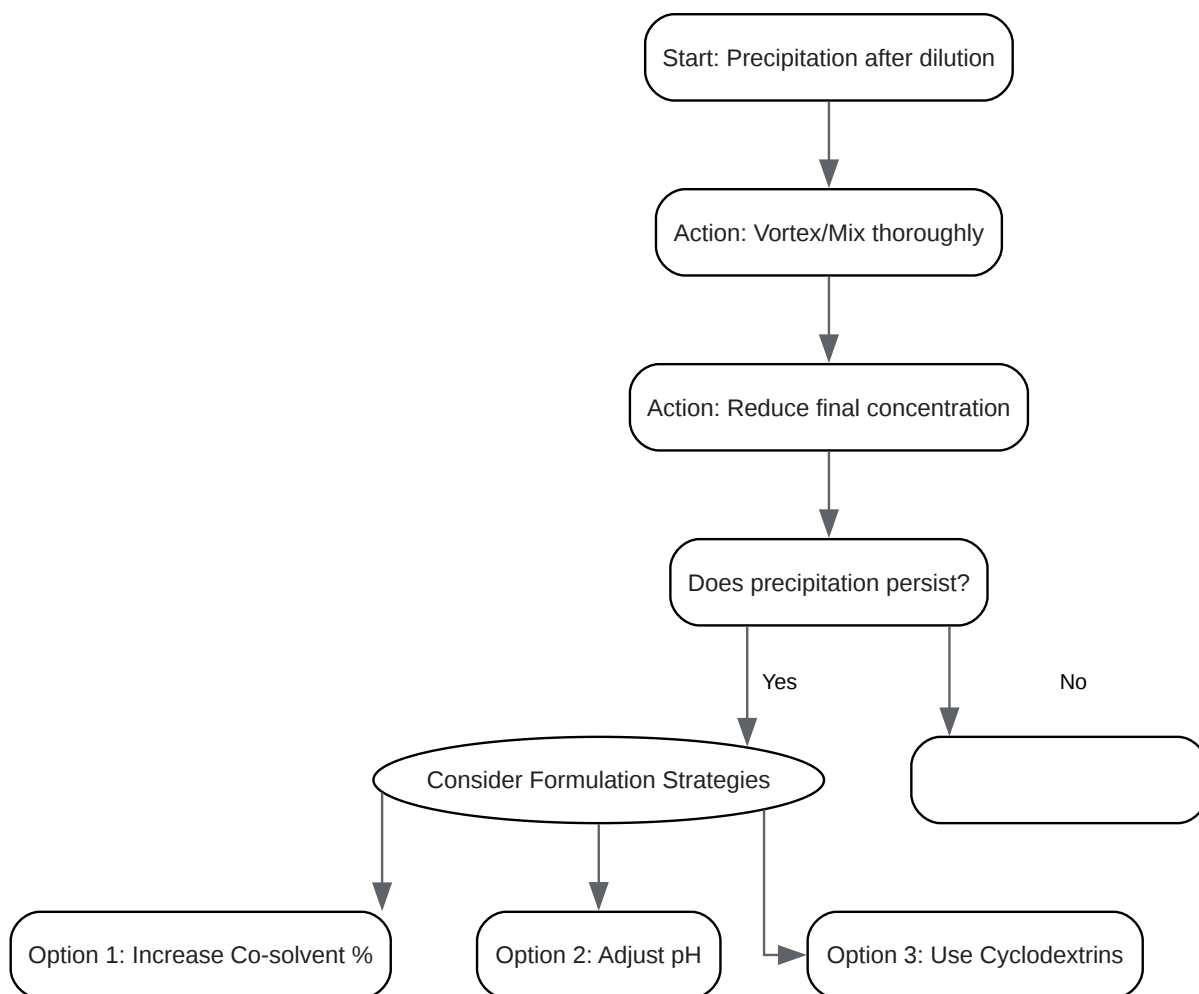 Start: Precipitation after dilution
Action: Vortex/Mix thoroughly
Action: Reduce final concentration
Does precipitation persist?
Yes
No
Consider Formulation Strategies
Option 1: Increase Co-solvent %
Option 2: Adjust pH
Option 3: Use Cyclodextrins